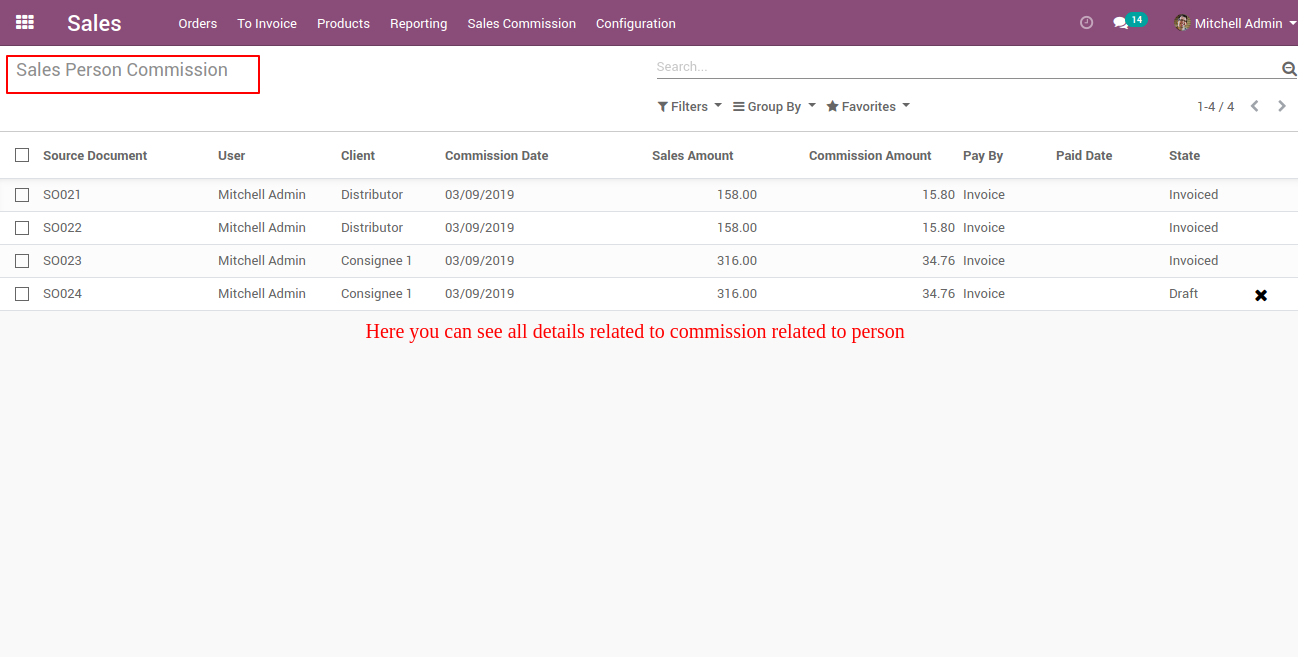 Sales Orders To Invoice Products Reporting Sales Commission Configuration 14 Mitchell Admin
Sales Person Commission
Search...
Filters Group By Favorites 1-4 / 4
Source Document User Client Commission Date Sales Amount Commission Amount Pay By Paid Date State
SO021 Mitchell Admin Distributor 03/09/2019 158.00 15.80 Invoice Invoiced
SO022 Mitchell Admin Distributor 03/09/2019 158.00 15.80 Invoice Invoiced
SO023 Mitchell Admin Consignee 1 03/09/2019 316.00 34.76 Invoice Invoiced
SO024 Mitchell Admin Consignee 1 03/09/2019 316.00 34.76 Invoice Draft
Here you can see all details related to commission related to person